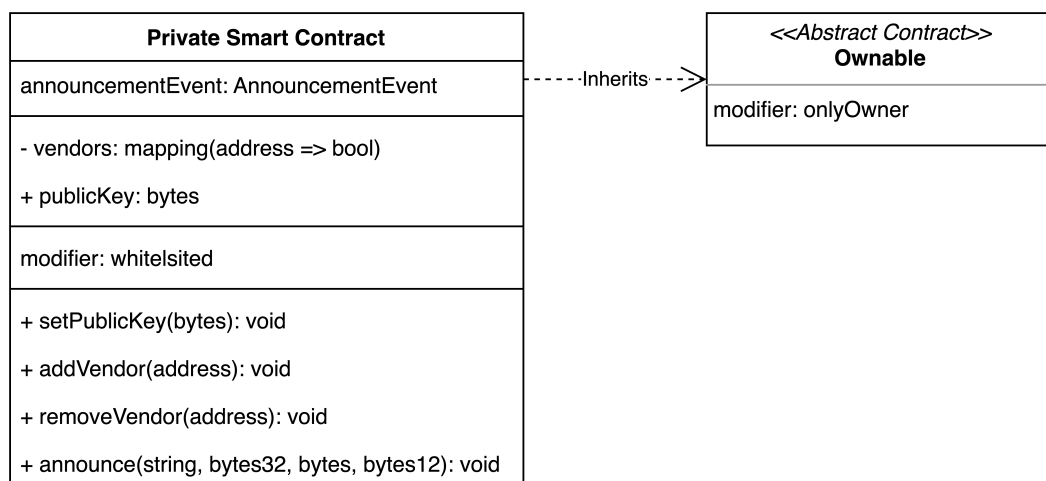 Private Smart Contract
announcementEvent: AnnouncementEvent
- vendors: mapping(address => bool)
+ publicKey: bytes
modifier: whitelsited
+ setPublicKey(bytes): void
+ addVendor(address): void
+ removeVendor(address): void
+ announce(string, bytes32, bytes, bytes12): void
Inherits
<<Abstract Contract>>
Ownable
modifier: onlyOwner